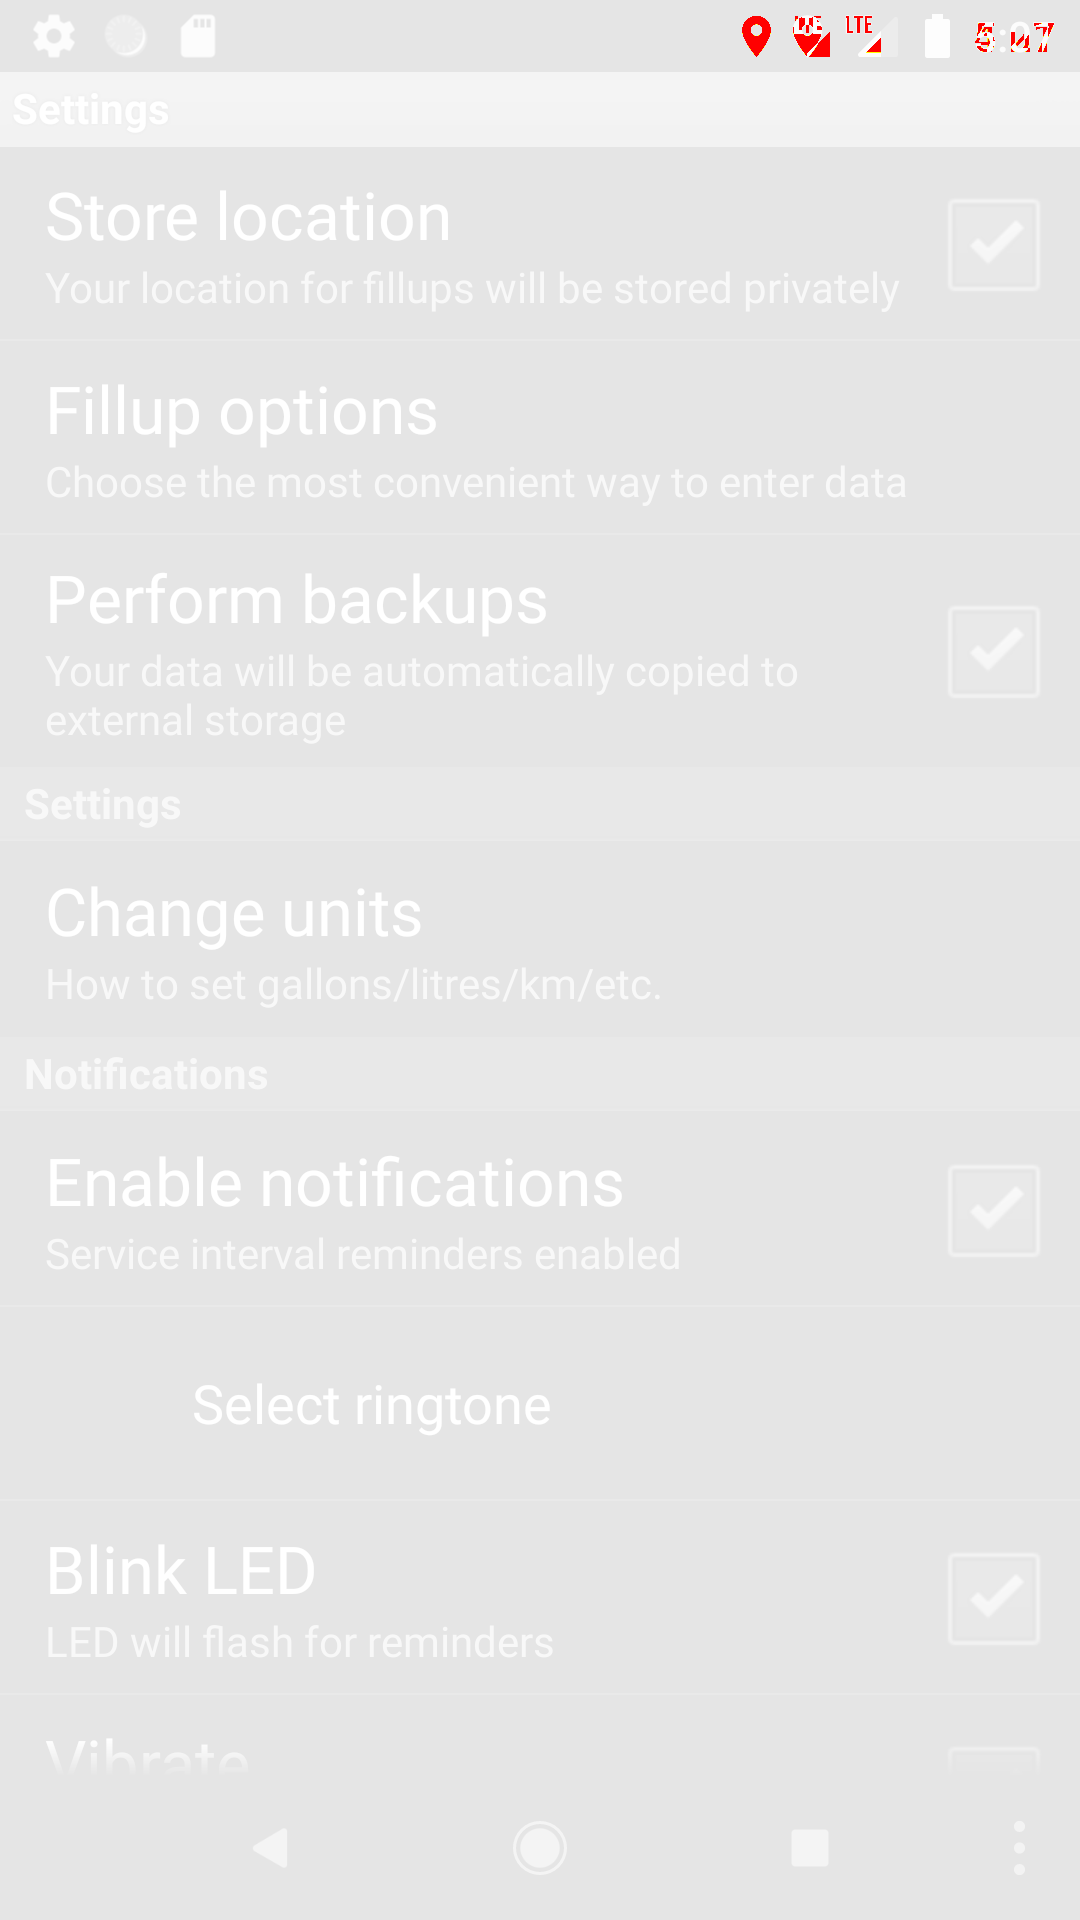 LTE LTE
Settings
Store location
Your location for fillups will be stored privately
Fillup options
Choose the most convenient way to enter data
Perform backups
Your data will be automatically copied to
external storage
Settings
Change units
How to set gallons/litres/km/etc.
Notifications
Enable notifications
Service interval reminders enabled
Select ringtone
Blink LED
LED will flash for reminders
Vibrate